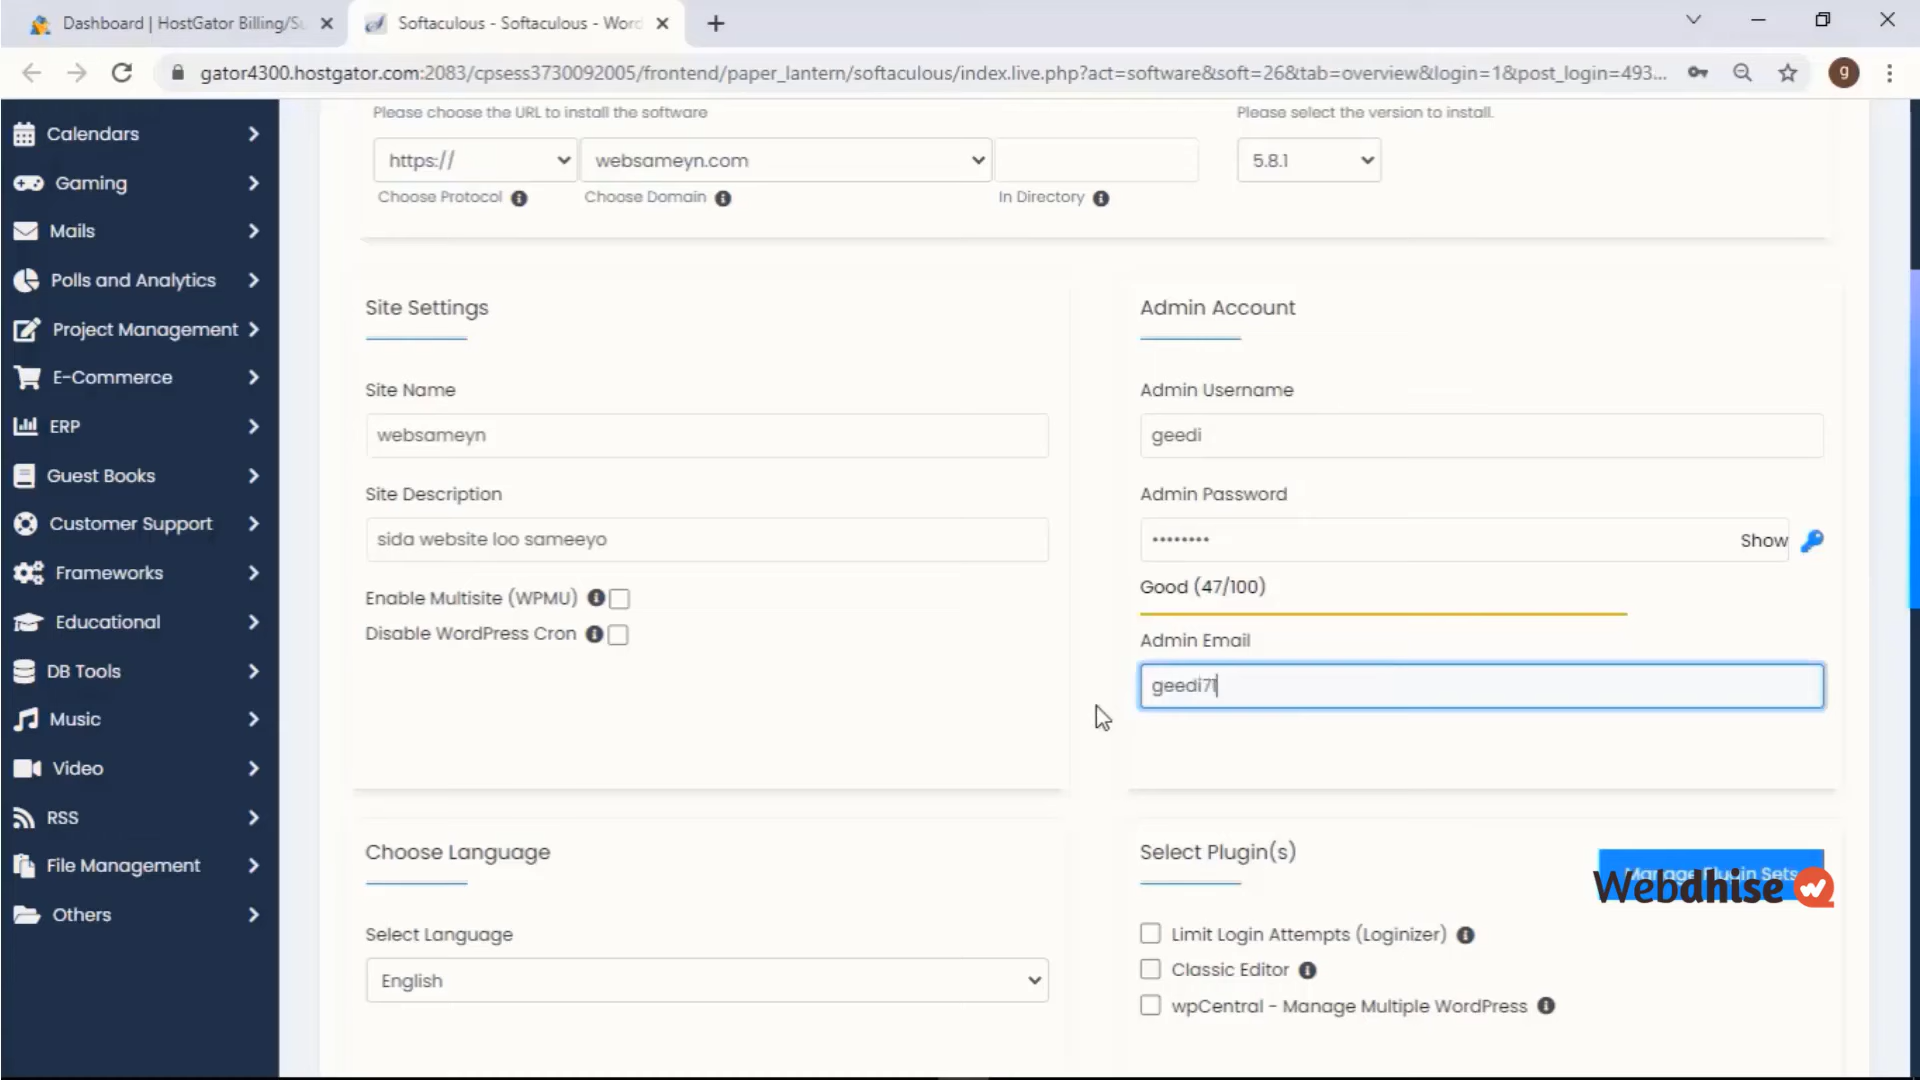 Dashboard | HostGator Billing/Su
Softaculous - Softaculous - Word
gator4300.hostgator.com:2083/cpsess3730092005/frontend/paper_lantern/softaculous/index.live.php?act=software&soft=26&tab=overview&login=1&post_login=493...
g
Calendars
Gaming
Mails
Polls and Analytics
Project Management
E-Commerce
ERP
Guest Books
Customer Support
Frameworks
Educational
DB Tools
Music
Video
RSS
File Management
Others
Please choose the URL to install the software
Please select the version to install.
https://
websameyn.com
5.8.1
Choose Protocol
Choose Domain
In Directory
Site Settings
Site Name
websameyn
Site Description
sida website loo sameeyo
Enable Multisite (WPMU)
Disable WordPress Cron
Admin Account
Admin Username
geedi
Admin Password
••••••••
Show
Good (47/100)
Admin Email
geedi71
Choose Language
Select Language
English
Select Plugin(s)
Manage Plugin Sets
Webdhise
Limit Login Attempts (Loginizer)
Classic Editor
wpCentral - Manage Multiple WordPress